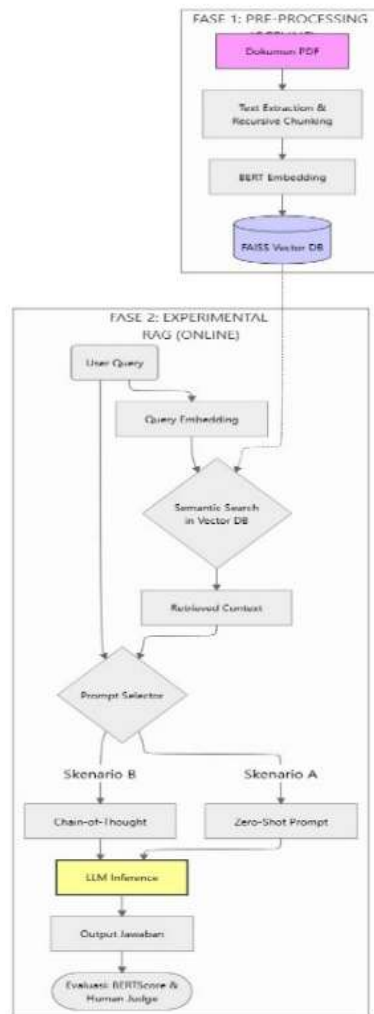 FASE 1: PRE-PROCESSING
Dokumen PDF
Text Extraction &
Recursive Chunking
BERT Embedding
FAISS Vector DB
FASE 2: EXPERIMENTAL
RAG (ONLINE)
User Query
Query Embedding
Semantic Search
in Vector DB
Retrieved Context
Prompt Selector
Skenario B
Skenario A
Chain-of-Thought
Zero-Shot Prompt
LLM Inference
Output Jawaban
Evaluasi: BERTScore &
Human Judge